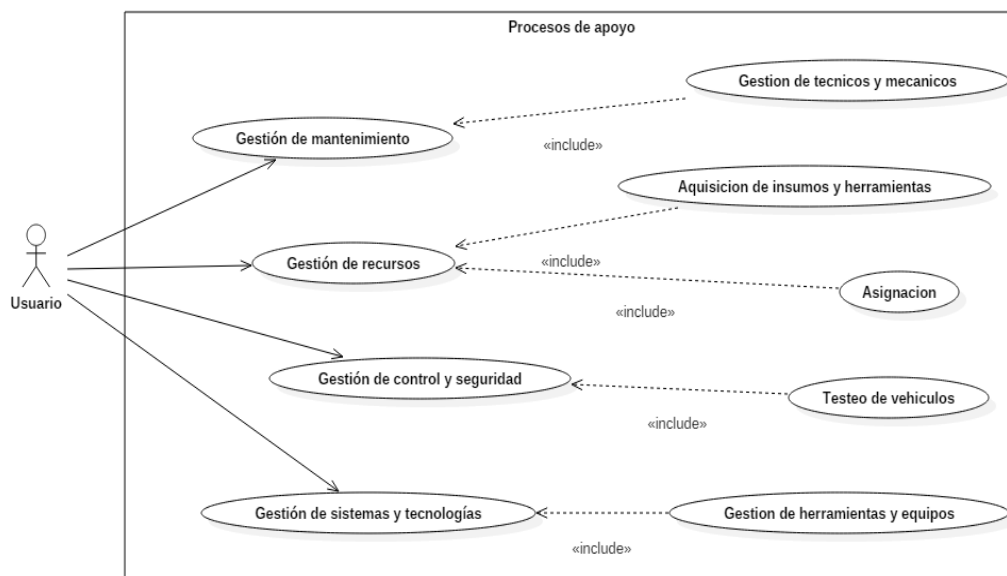 Procesos de apoyo
Gestion de tecnicos y mecanicos
Gestión de mantenimiento
«include»
Aquisicion de insumos y herramientas
Gestión de recursos
«include»
Asignacion
«include»
Usuario
Gestión de control y seguridad
Testeo de vehiculos
«include»
Gestión de sistemas y tecnologías
Gestion de herramientas y equipos
«include»